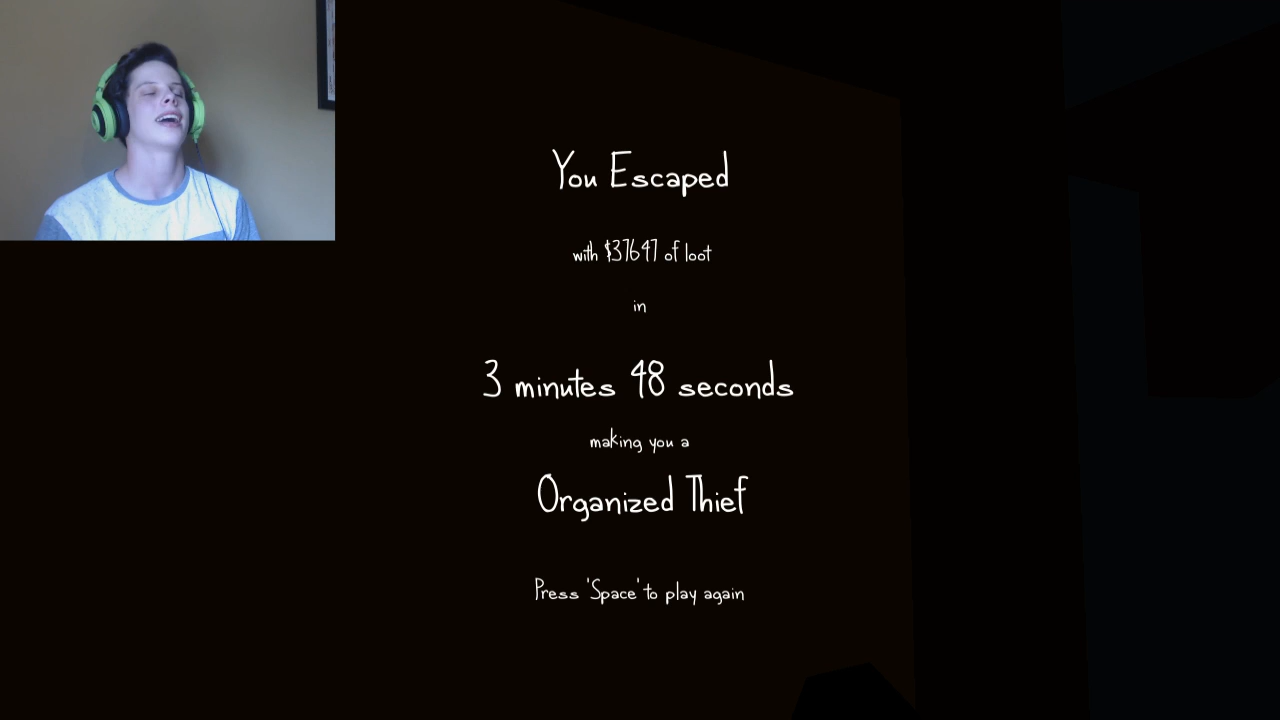 You Escaped
with $37647 of loot
in
3 minutes 48 seconds
making you a
Organized Thief
Press 'Space' to play again